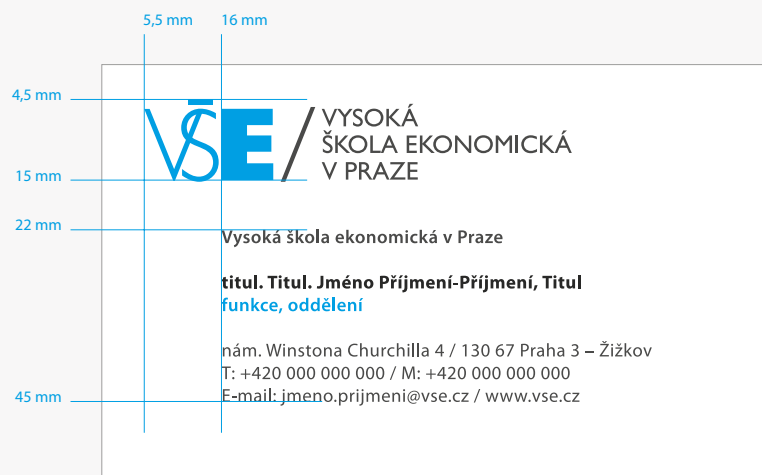 5,5 mm
16 mm
4,5 mm
VŠE/
VYSOKÁ
ŠKOLA EKONOMICKÁ
V PRAZE
15 mm
22 mm
Vysoká škola ekonomická v Praze
titul. Titul. Jméno Příjmení-Příjmení, Titul
funkce, oddělení
nám. Winstona Churchilla 4 / 130 67 Praha 3 – Žižkov
T: +420 000 000 000 / M: +420 000 000 000
45 mm
E-mail: jmeno.prijmeni@vse.cz / www.vse.cz